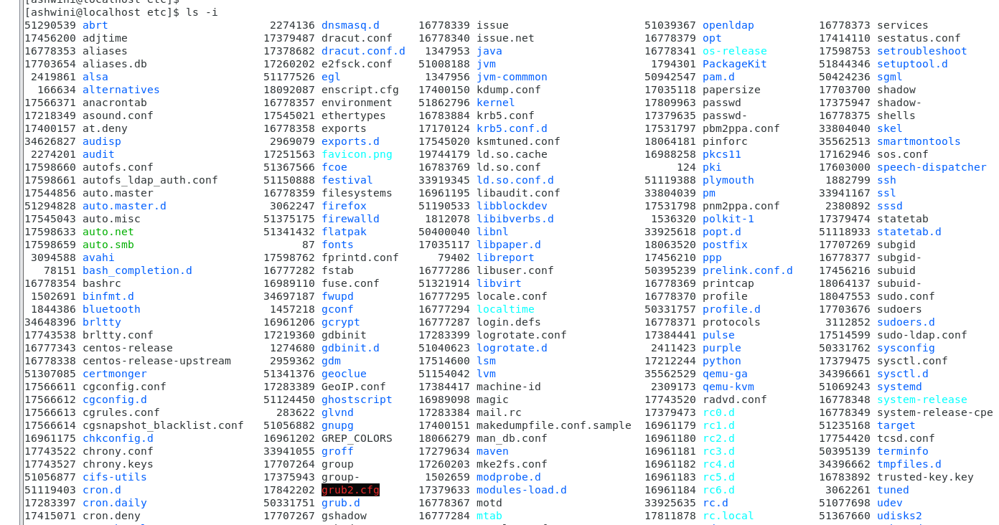 [ashwini@localhost etc]$
[ashwini@localhost etc]$ ls -i
51290539 abrt 2274136 dnsmasq.d 16778339 issue 51039367 openldap 16778373 services
17456200 adjtime 17379487 dracut.conf 16778340 issue.net 16778379 opt 17414110 sestatus.conf
16778353 aliases 17378682 dracut.conf.d 1347953 java 16778341 os-release 17598753 setroubleshoot
17703654 aliases.db 17260202 e2fsck.conf 51008188 jvm 1794301 PackageKit 51844346 setuptool.d
2419861 alsa 51177526 egl 1347956 jvm-commmon 50942547 pam.d 50424236 sgml
166634 alternatives 18092087 enscript.cfg 17400150 kdump.conf 17035118 papersize 17703700 shadow
17566371 anacrontab 16778357 environment 51862796 kernel 17809963 passwd 17375947 shadow-
17218349 asound.conf 17545021 ethertypes 16783884 krb5.conf 17379635 passwd- 16778375 shells
17400157 at.deny 16778358 exports 17170124 krb5.conf.d 17531797 pbm2ppa.conf 33804040 skel
34626827 audisp 2969079 exports.d 17545020 ksmtuned.conf 18064181 pinforc 35562513 smartmontools
2274201 audit 17251563 favicon.png 19744179 ld.so.cache 16988258 pkcs11 17162946 sos.conf
17598660 autofs.conf 51367566 fcoe 16783769 ld.so.conf 124 pki 17603000 speech-dispatcher
17598661 autofs_ldap_auth.conf 51150888 festival 33919345 ld.so.conf.d 51119388 plymouth 1882799 ssh
17544856 auto.master 16778359 filesystems 16961195 libaudit.conf 33804039 pm 33941167 ssl
51294828 auto.master.d 3062247 firefox 51190533 libblockdev 17531798 pnm2ppa.conf 2380892 sssd
17545043 auto.misc 51375175 firewalld 1812078 libibverbs.d 1536320 polkit-1 17379474 statetab
17598633 auto.net 51341432 flatpak 50400040 libnl 33925618 popt.d 51118933 statetab.d
17598659 auto.smb 87 fonts 17035117 libpaper.d 18063520 postfix 17707269 subgid
3094588 avahi 17598762 fprintd.conf 79402 libreport 17456210 ppp 16778377 subgid-
78151 bash_completion.d 16777282 fstab 16777286 libuser.conf 50395239 prelink.conf.d 17456216 subuid
16778354 bashrc 16989110 fuse.conf 51321914 libvirt 16778369 printcap 18064137 subuid-
1502691 binfmt.d 34697187 fwupd 16777295 locale.conf 16778370 profile 18047553 sudo.conf
1844386 bluetooth 1457218 gconf 16777294 localtime 50331757 profile.d 17703676 sudoers
34648396 brltty 16961206 gcrypt 16777287 login.defs 16778371 protocols 3112852 sudoers.d
17743538 brltty.conf 17219360 gdbinit 17283399 logrotate.conf 17384441 pulse 17514599 sudo-ldap.conf
16777343 centos-release 1274680 gdbinit.d 51040623 logrotate.d 2411423 purple 50331762 sysconfig
16778338 centos-release-upstream 2959362 gdm 17514600 lsm 17212244 python 17379475 sysctl.conf
51307085 certmonger 51341376 geoclue 51154042 lvm 35562529 qemu-ga 34396661 sysctl.d
17566611 cgconfig.conf 17283389 GeoIP.conf 17384417 machine-id 2309173 qemu-kvm 51069243 systemd
17566612 cgconfig.d 51124450 ghostscript 16989098 magic 17743520 radvd.conf 16778348 system-release
17566613 cgrules.conf 283622 glvnd 17283384 mail.rc 17379473 rc0.d 16778349 system-release-cpe
17566614 cgsnapshot_blacklist.conf 51056882 gnupg 17400151 makedumpfile.conf.sample 16961179 rc1.d 51235168 target
16961175 chkconfig.d 16961202 GREP_COLORS 18066279 man_db.conf 16961180 rc2.d 17754420 tcsd.conf
17743522 chrony.conf 33941055 groff 17279634 maven 16961181 rc3.d 50395139 terminfo
17743527 chrony.keys 17707264 group 17260203 mke2fs.conf 16961182 rc4.d 34396662 tmpfiles.d
51056877 cifs-utils 17375943 group- 1502659 modprobe.d 16961183 rc5.d 16783892 trusted-key.key
51119403 cron.d 17842202 grub2.cfg 17379633 modules-load.d 16961184 rc6.d 3062261 tuned
17283397 cron.daily 50331751 grub.d 16778367 motd 33925635 rc.d 51077698 udev
17415071 cron.deny 17707267 gshadow 16777284 mtab 17811878 rc.local 51367660 udisks2